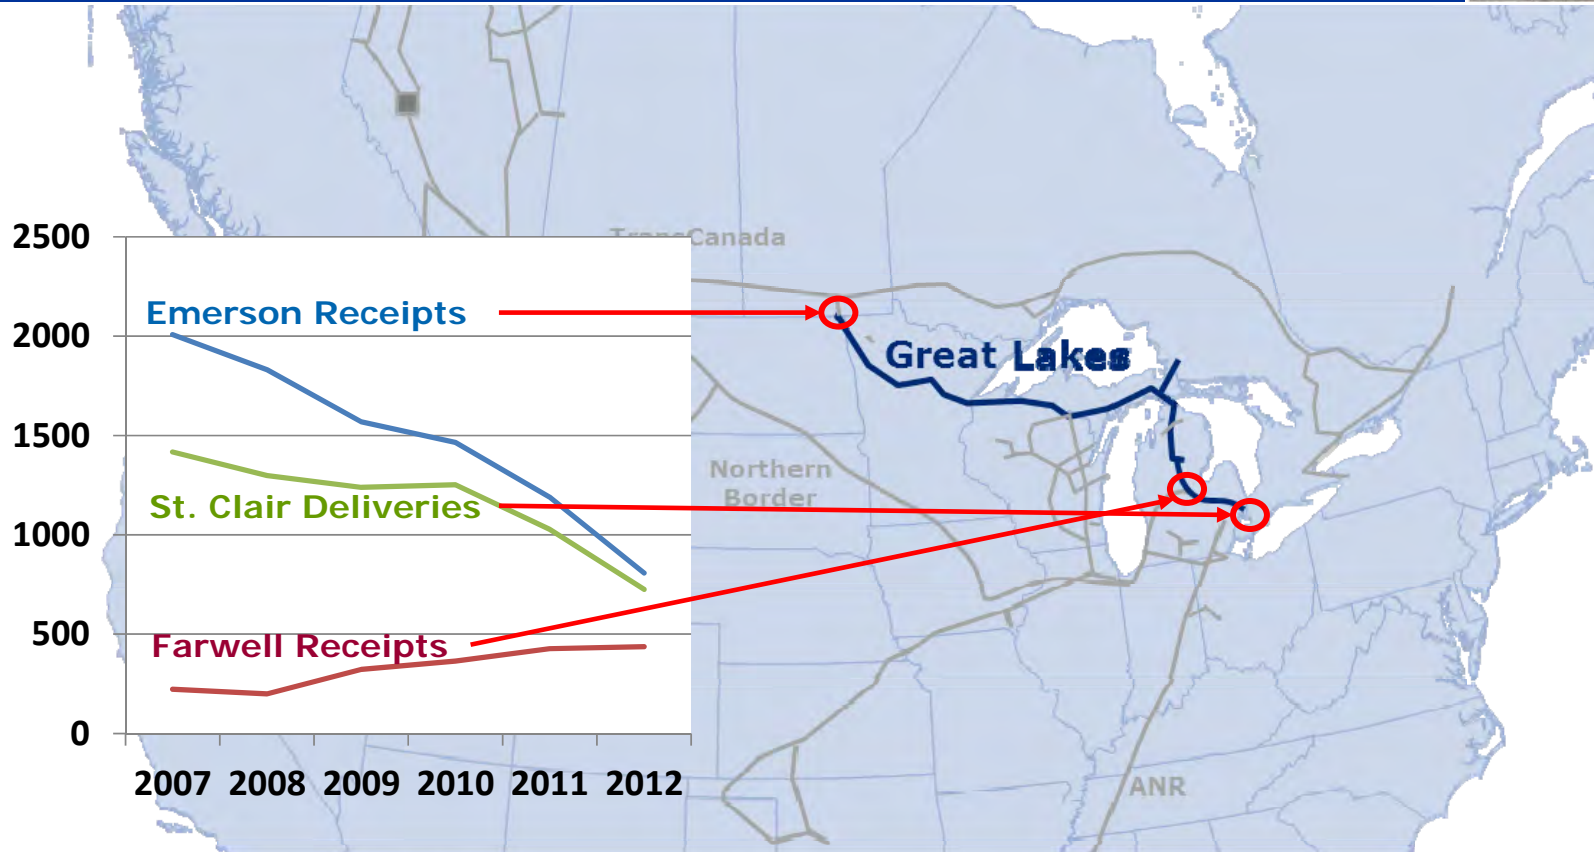 TransCanada
2500
Emerson Receipts
2000
Great Lakes
1500
Northern
Border
St. Clair Deliveries
1000
500
Farwell Receipts
0
2007 2008 2009 2010 2011 2012
ANR